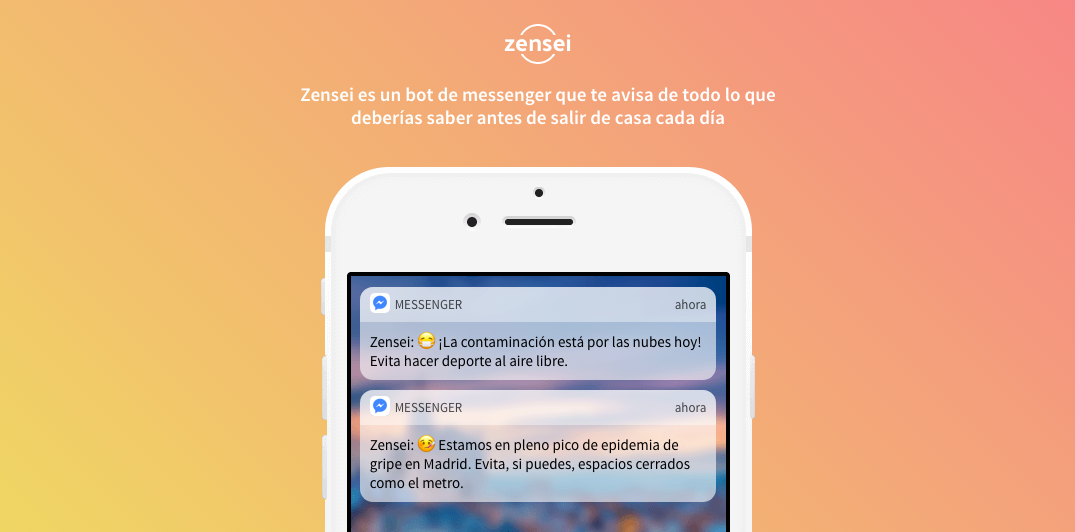 zensei
Zensei es un bot de messenger que te avisa de todo lo que
deberías saber antes de salir de casa cada día
MESSENGER ahora
Zensei: 😷 ¡La contaminación está por las nubes hoy!
Evita hacer deporte al aire libre.
MESSENGER ahora
Zensei: 🤒 Estamos en pleno pico de epidemia de
gripe en Madrid. Evita, si puedes, espacios cerrados
como el metro.